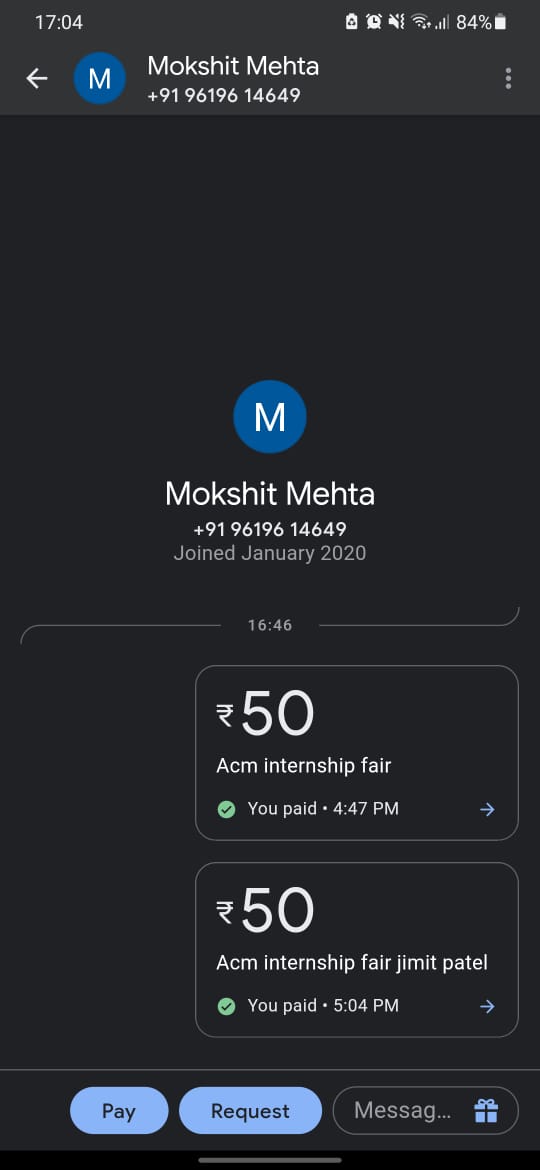 17:04 84%
M
Mokshit Mehta
+91 96196 14649
M
Mokshit Mehta
+91 96196 14649
Joined January 2020
16:46
₹50
Acm internship fair
You paid • 4:47 PM
₹50
Acm internship fair jimit patel
You paid • 5:04 PM
Pay Request Messag...